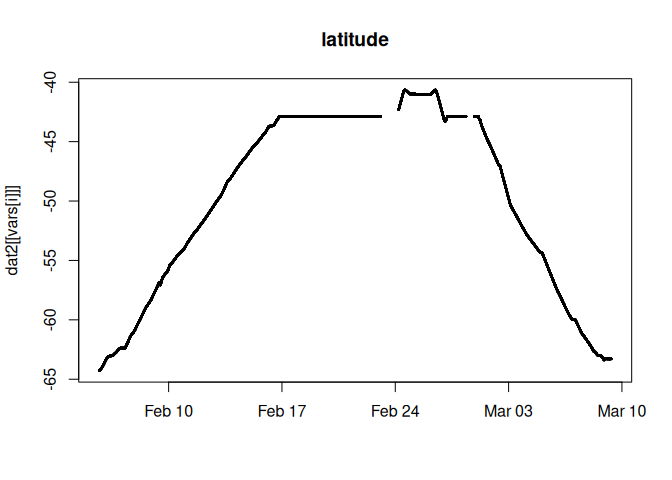 latitude
dat2[[vars[i]]]
-40
-45
-50
-55
-60
-65
Feb 10
Feb 17
Feb 24
Mar 03
Mar 10